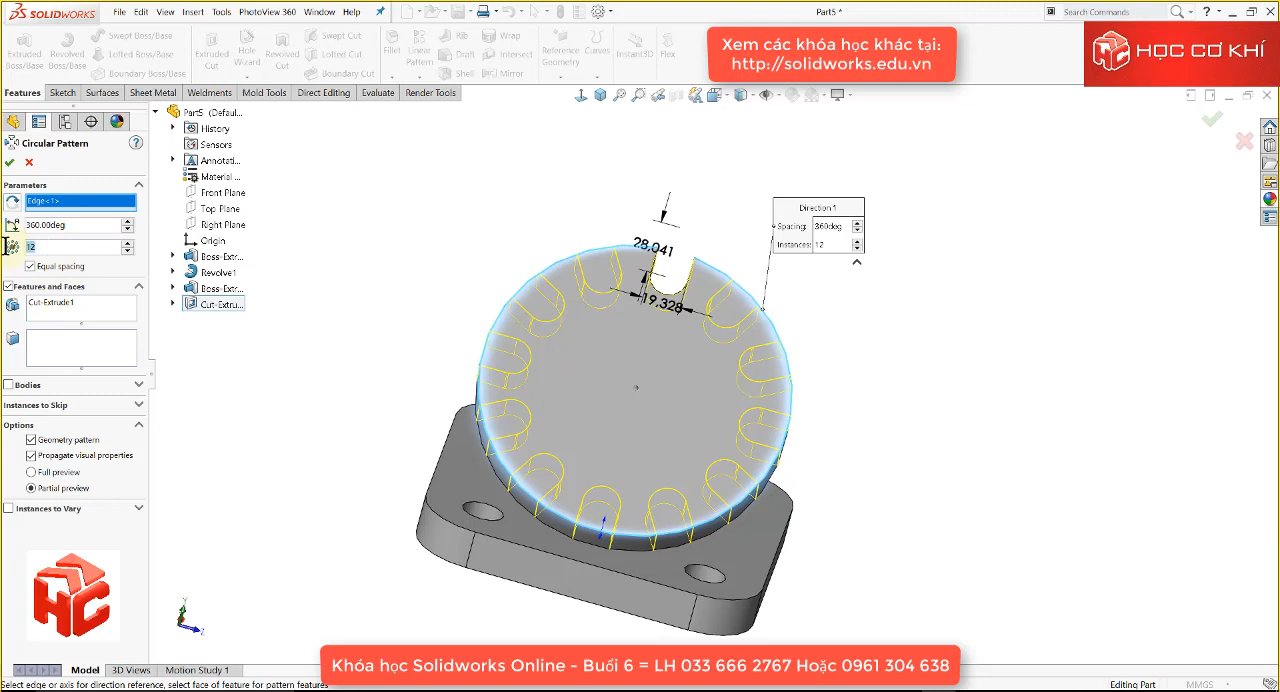 SOLIDWORKS
File Edit View Insert Tools PhotoView 360 Window Help
Part5 *
Search Commands
Extruded Boss/Base
Revolved Boss/Base
Swept Boss/Base
Lofted Boss/Base
Boundary Boss/Base
Extruded Cut
Hole Wizard
Revolved Cut
Swept Cut
Lofted Cut
Boundary Cut
Fillet
Linear Pattern
Rib
Draft
Shell
Wrap
Intersect
Mirror
Reference Geometry
Curves
Instant3D
Flex
Xem các khóa học khác tại:
http://solidworks.edu.vn
HC
HỌC CƠ KHÍ
Features Sketch Surfaces Sheet Metal Weldments Mold Tools Direct Editing Evaluate Render Tools
Circular Pattern
Parameters
Edge<1>
360.00deg
12
Equal spacing
Features and Faces
Cut-Extrude1
Bodies
Instances to Skip
Options
Geometry pattern
Propagate visual properties
Full preview
Partial preview
Instances to Vary
HC
Part5 (Defaul...
History
Sensors
Annotati...
Material ...
Front Plane
Top Plane
Right Plane
Origin
Boss-Extr...
Revolve1
Boss-Extr...
Cut-Extru...
28,041
19,328
Direction 1
Spacing: 360deg
Instances: 12
Y
Z
Khóa học Solidworks Online - Buổi 6 = LH 033 666 2767 Hoặc 0961 304 638
Model 3D Views Motion Study 1
Select edge or axis for direction reference, select face of feature for pattern features
Editing Part
MMGS